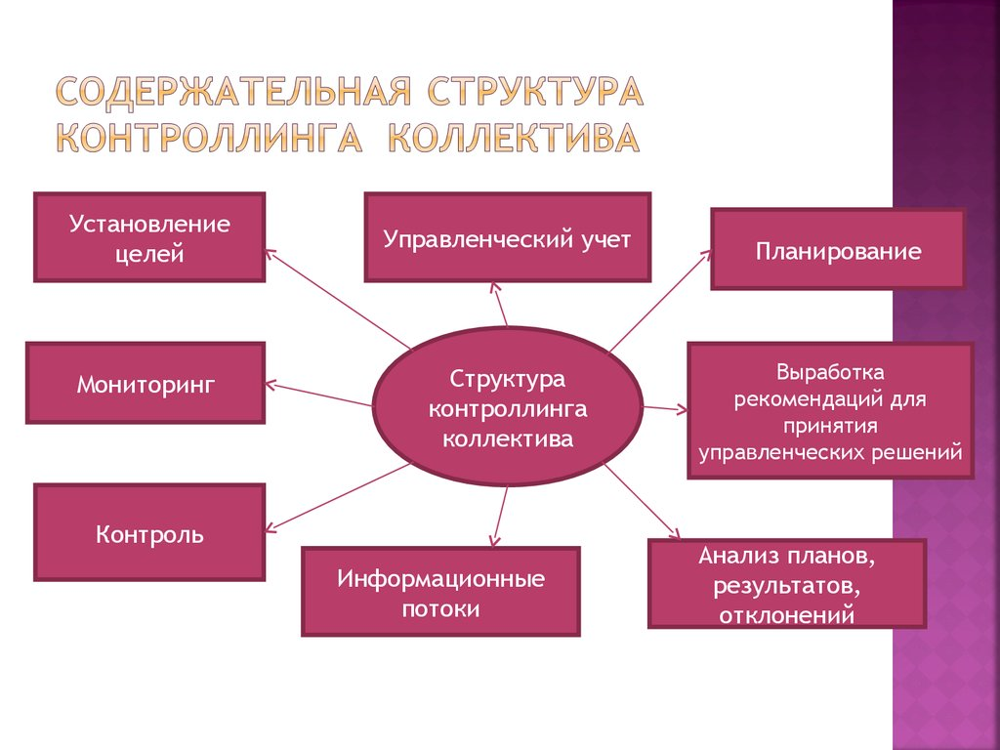 СОДЕРЖАТЕЛЬНАЯ СТРУКТУРА
КОНТРОЛЛИНГА КОЛЛЕКТИВА
Установление
целей
Управленческий учет
Планирование
Мониторинг
Структура
контроллинга
коллектива
Выработка
рекомендаций для
принятия
управленческих решений
Контроль
Информационные
потоки
Анализ планов,
результатов,
отклонений